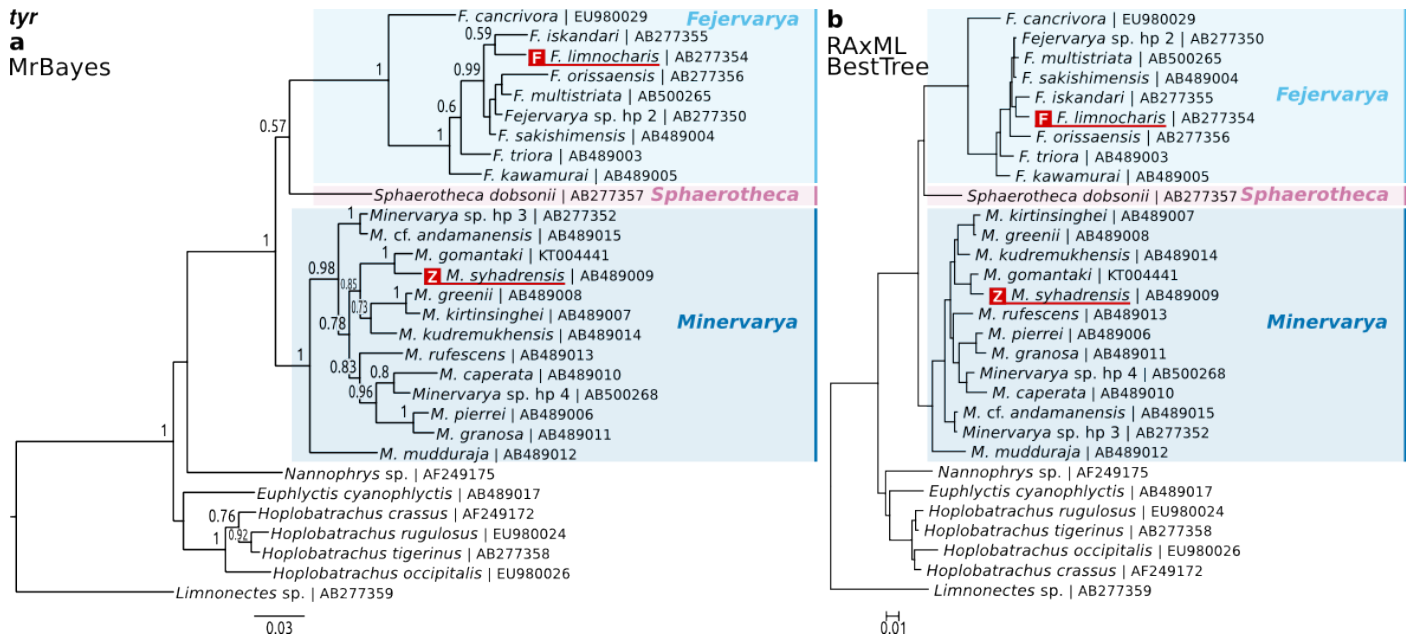 tyr
a
MrBayes
F. cancrivora | EU980029
Fejervarya
0.59
F. iskandari | AB277355
F F. limnocharis | AB277354
1
0.99
F. orissaensis | AB277356
F. multistriata | AB500265
0.6
Fejervarya sp. hp 2 | AB277350
0.57
1
F. sakishimensis | AB489004
F. triora | AB489003
F. kawamurai | AB489005
Sphaerotheca dobsonii | AB277357
Sphaerotheca
1
Minervarya sp. hp 3 | AB277352
M. cf. andamanensis | AB489015
1
1
M. gomantaki | KT004441
0.98
Z M. syhadrensis | AB489009
0.85
1
M. greenii | AB489008
0.73
M. kirtinsinghei | AB489007
0.78
M. kudremukhensis | AB489014
Minervarya
1
M. rufescens | AB489013
0.83
0.8
M. caperata | AB489010
0.96
Minervarya sp. hp 4 | AB500268
1
M. pierrei | AB489006
M. granosa | AB489011
1
M. mudduraja | AB489012
Nannophrys sp. | AF249175
Euphlyctis cyanophlyctis | AB489017
0.76
Hoplobatrachus crassus | AF249172
1
0.92
Hoplobatrachus rugulosus | EU980024
Hoplobatrachus tigerinus | AB277358
Hoplobatrachus occipitalis | EU980026
Limnonectes sp. | AB277359
0.03
b
RAxML
BestTree
F. cancrivora | EU980029
Fejervarya sp. hp 2 | AB277350
F. multistriata | AB500265
F. sakishimensis | AB489004
Fejervarya
F. iskandari | AB277355
F F. limnocharis | AB277354
F. orissaensis | AB277356
F. triora | AB489003
F. kawamurai | AB489005
Sphaerotheca dobsonii | AB277357
Sphaerotheca
M. kirtinsinghei | AB489007
M. greenii | AB489008
M. kudremukhensis | AB489014
M. gomantaki | KT004441
Z M. syhadrensis | AB489009
M. rufescens | AB489013
Minervarya
M. pierrei | AB489006
M. granosa | AB489011
Minervarya sp. hp 4 | AB500268
M. caperata | AB489010
M. cf. andamanensis | AB489015
Minervarya sp. hp 3 | AB277352
M. mudduraja | AB489012
Nannophrys sp. | AF249175
Euphlyctis cyanophlyctis | AB489017
Hoplobatrachus rugulosus | EU980024
Hoplobatrachus tigerinus | AB277358
Hoplobatrachus occipitalis | EU980026
Hoplobatrachus crassus | AF249172
Limnonectes sp. | AB277359
0.01